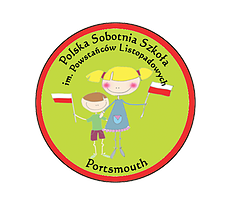 Polska Sobotnia Szkoła
im. Powstańców Listopadowych
Portsmouth